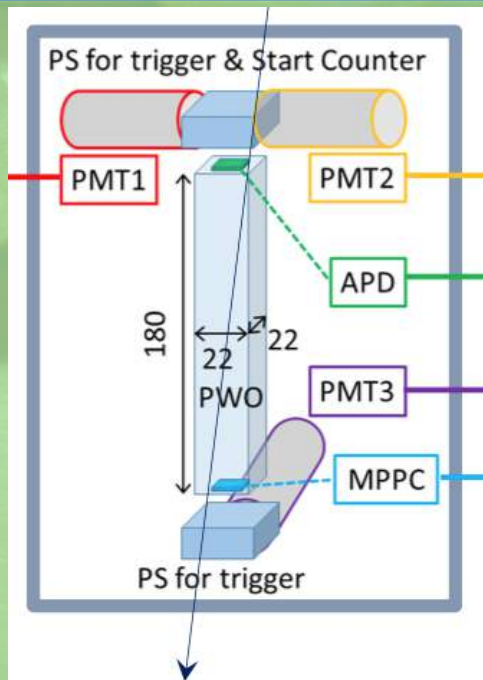 PS for trigger & Start Counter
PMT1
PMT2
APD
180
22
22
PWO
PMT3
MPPC
PS for trigger